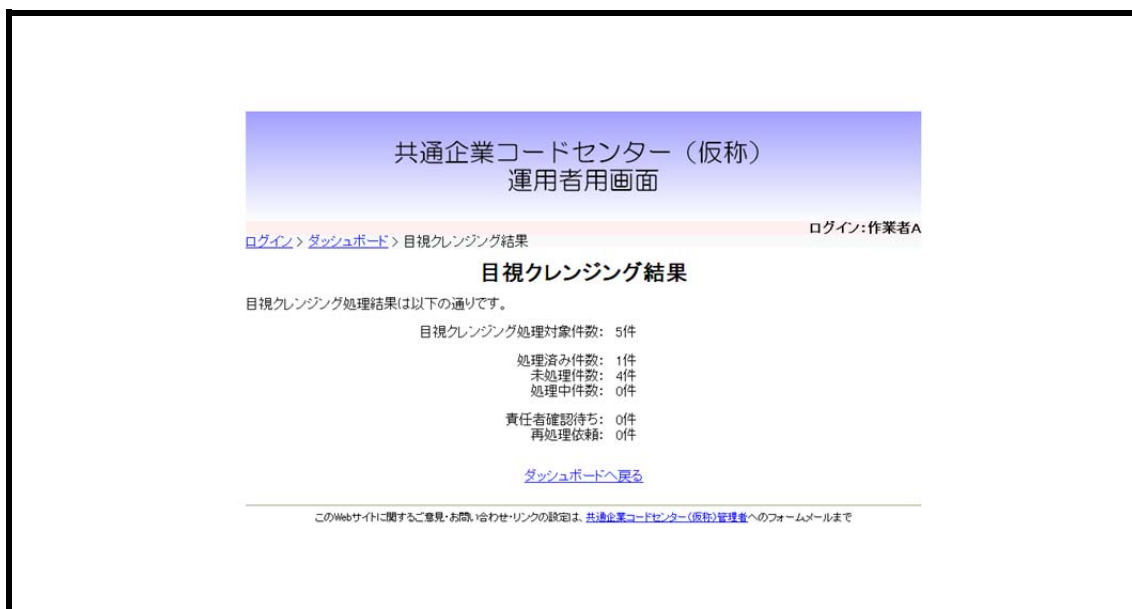 共通企業コードセンター（仮称）
運用者用画面
ログイン:作業者A
ログイン > ダッシュボード > 目視クレンジング結果
目視クレンジング結果
目視クレンジング処理結果は以下の通りです。
目視クレンジング処理対象件数: 5件
処理済み件数: 1件
未処理件数: 4件
処理中件数: 0件
責任者確認待ち: 0件
再処理依頼: 0件
ダッシュボードへ戻る
このWebサイトに関するご意見・お問い合わせ・リンクの設定は、共通企業コードセンター(仮称)管理者へのフォームメールまで